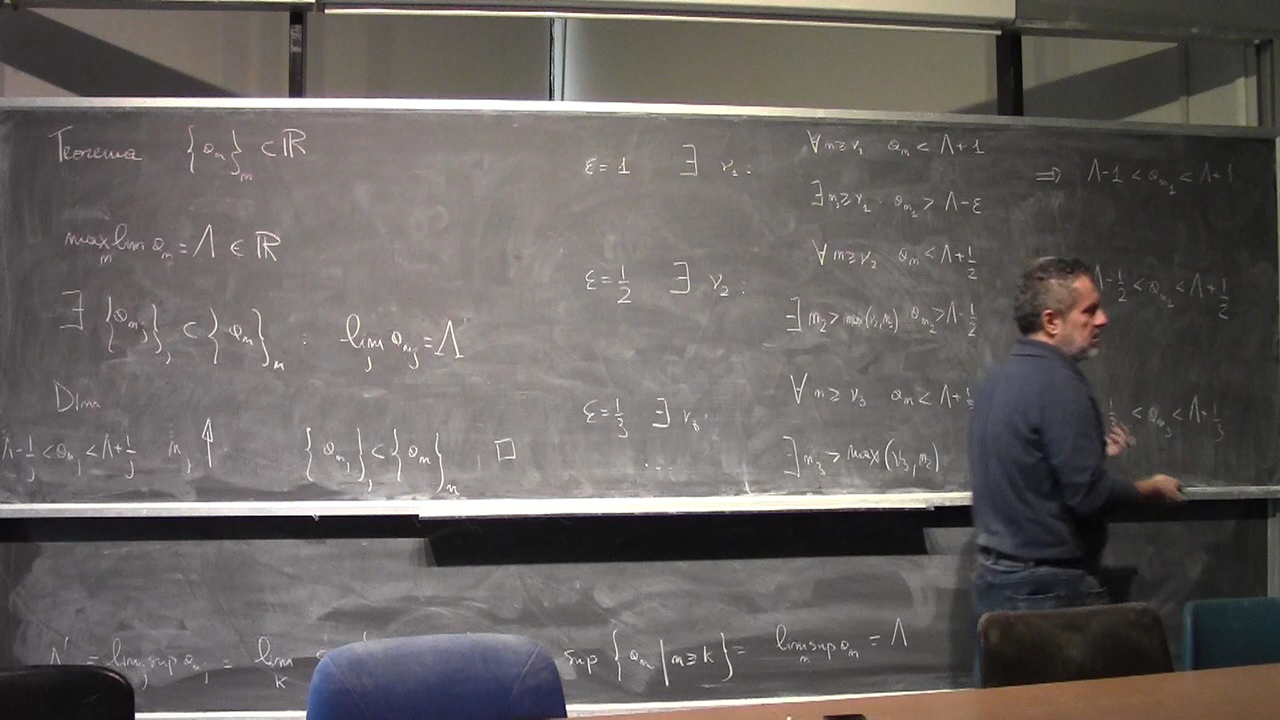 Teorema {a_n}_n ⊂ ℝ
max lim_n a_n = Λ ∈ ℝ
∃ {a_{n_j}}_j ⊂ {a_n}_n : lim_j a_{n_j} = Λ
Dim
Λ-1/j < a_{n_j} < Λ+1/j n_j ↑ {a_{n_j}}_j ⊂ {a_n}_n □
ε=1 ∃ ν_1 : ∀ n≥ν_1 a_n < Λ+1
∃ n_1≥ν_1 : a_{n_1} > Λ-ε
⇒ Λ-1 < a_{n_1} < Λ+1
ε=1/2 ∃ ν_2 : ∀ n≥ν_2 a_n < Λ+1/2
∃ n_2 > max(ν_2,n_1) a_{n_2} > Λ-1/2
Λ-1/2 < a_{n_2} < Λ+1/2
ε=1/3 ∃ ν_3 : ∀ n≥ν_3 a_n < Λ+1/3
∃ n_3 > max(ν_3,n_2)
< a_{n_3} < Λ+1/3
...
Λ' = lim sup_j a_{n_j} = lim_k
sup {a_n | n≥k} = lim sup_n a_n = Λ